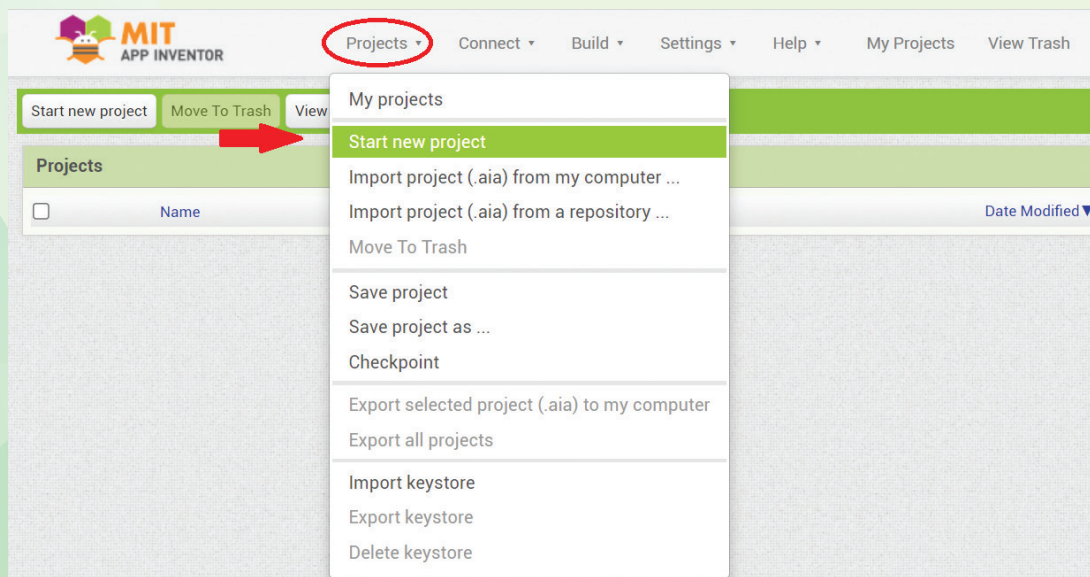 MIT
APP INVENTOR
Projects Connect Build Settings Help My Projects View Trash
Start new project Move To Trash View
My projects
Start new project
Import project (.aia) from my computer ...
Import project (.aia) from a repository ...
Move To Trash
Save project
Save project as ...
Checkpoint
Export selected project (.aia) to my computer
Export all projects
Import keystore
Export keystore
Delete keystore
Projects
Name Date Modified